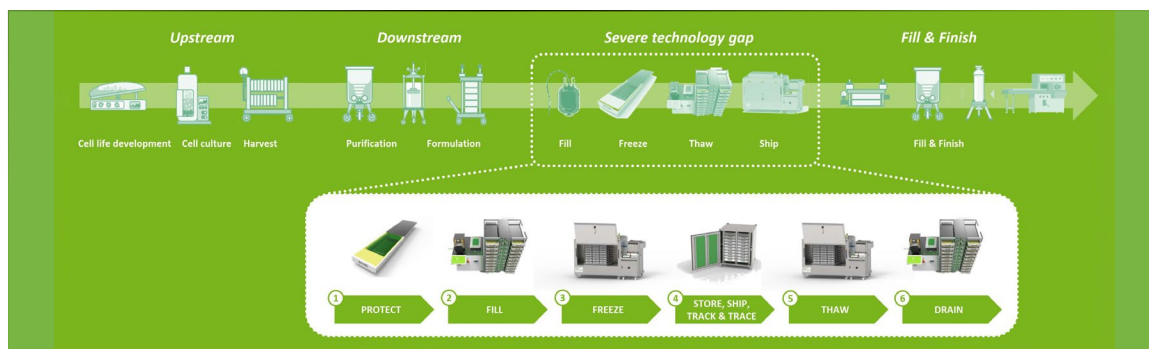 Upstream
Downstream
Severe technology gap
Fill & Finish
Cell life development
Cell culture
Harvest
Purification
Formulation
Fill
Freeze
Thaw
Ship
Fill & Finish
1 PROTECT
2 FILL
3 FREEZE
4 STORE, SHIP,
TRACK & TRACE
5 THAW
6 DRAIN